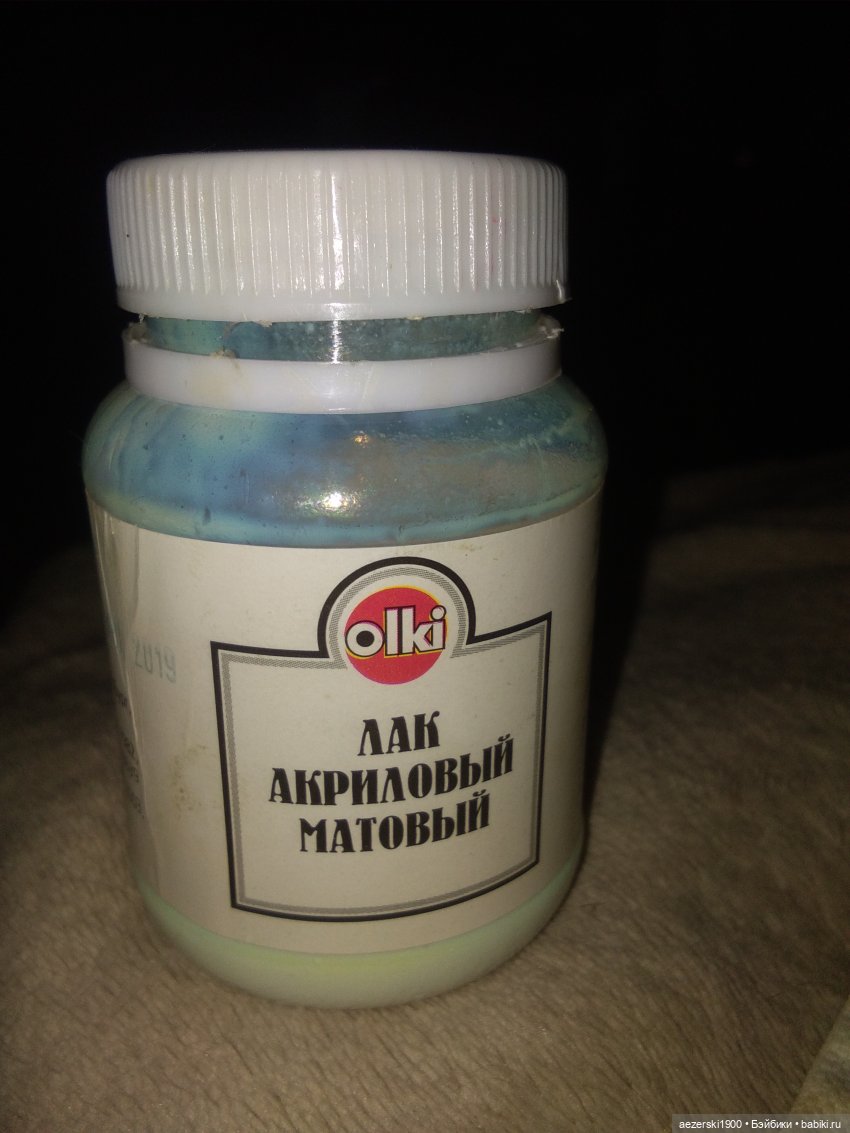 olki
ЛАК
АКРИЛОВЫЙ
МАТОВЫЙ
2019
aezerski1900 • Бэйбики • babiki.ru